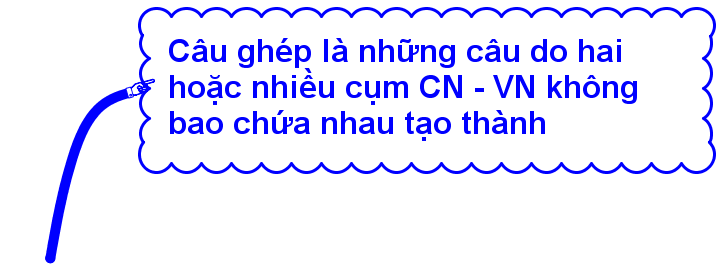 Câu ghép là những câu do hai
hoặc nhiều cụm CN - VN không
bao chứa nhau tạo thành